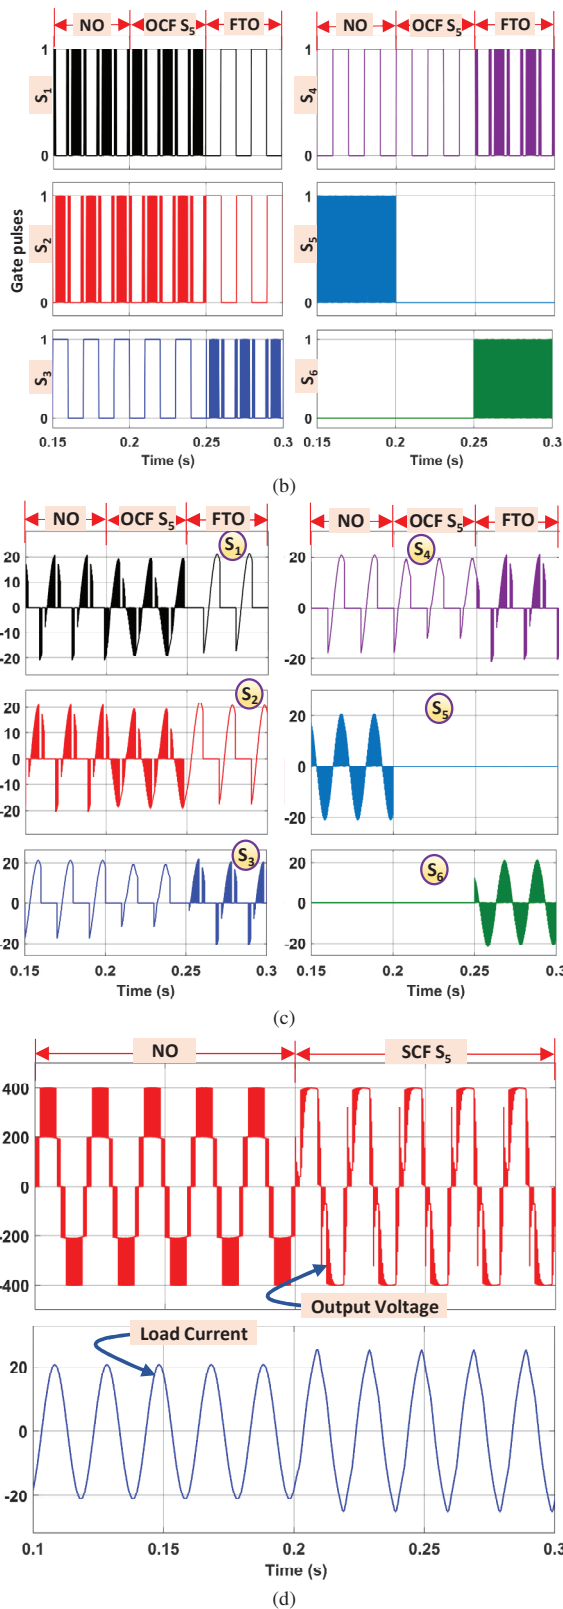 NO OCF S5 FTO NO OCF S5 FTO
1 1
S1 S4
0 0
1 1
Gate pulses
S2 S5
0 0
1 1
S3 S6
0 0
0.15 0.2 0.25 0.3 0.15 0.2 0.25 0.3
Time (s) Time (s)
(b)
NO OCF S5 FTO NO OCF S5 FTO
20 S1 20 S4
10
0 0
-10
-20 -20
20 S2 20 S5
10
0 0
-10
-20 -20
20 S3 20 S6
0 0
-20 -20
0.15 0.2 0.25 0.3 0.15 0.2 0.25 0.3
Time (s) Time (s)
(c)
NO SCF S5
400
200
0
-200
-400
Output Voltage
Load Current
20
0
-20
0.1 0.15 0.2 0.25 0.3
Time (s)
(d)